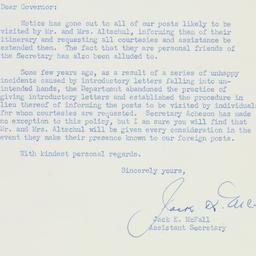 Dear Governor:
Notice has gone out to all of our posts likely to be
visited by Mr. and Mrs. Altschul, informing them of their
itinerary and requesting all courtesies and assistance be
extended them. The fact that they are personal friends of
the Secretary has also been alluded to.
Some few years ago, as a result of a series of unhappy
incidents caused by introductory letters falling into un-
intended hands, the Department abandoned the practice of
giving introductory letters and established the procedure in
lieu thereof of informing the posts to be visited by individuals
for whom courtesies are requested. Secretary Acheson has made
no exception to this policy, but I am sure you will find that
Mr. and Mrs. Altschul will be given every consideration in the
event they make their presence known to our foreign posts.
With kindest personal regards.
Sincerely yours,
Jack K. McFall
Assistant Secretary